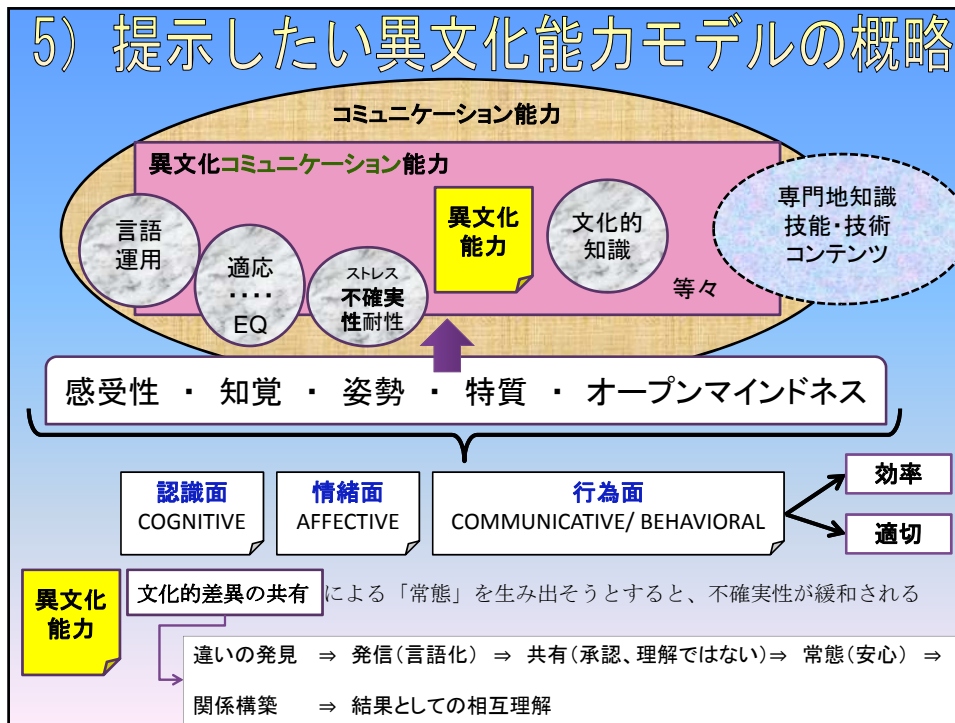 5）提示したい異文化能力モデルの概略
コミュニケーション能力
異文化コミュニケーション能力
言語
運用
適応
‥‥
EQ
ストレス
不確実
性耐性
異文化
能力
文化的
知識
等々
専門地知識
技能・技術
コンテンツ
感受性 ・ 知覚 ・ 姿勢 ・ 特質 ・ オープンマインドネス
認識面
COGNITIVE
情緒面
AFFECTIVE
行為面
COMMUNICATIVE/ BEHAVIORAL
効率
適切
異文化
能力
文化的差異の共有 による「常態」を生み出そうとすると、不確実性が緩和される
違いの発見 ⇒ 発信（言語化） ⇒ 共有（承認、理解ではない）⇒ 常態（安心） ⇒
関係構築 ⇒ 結果としての相互理解